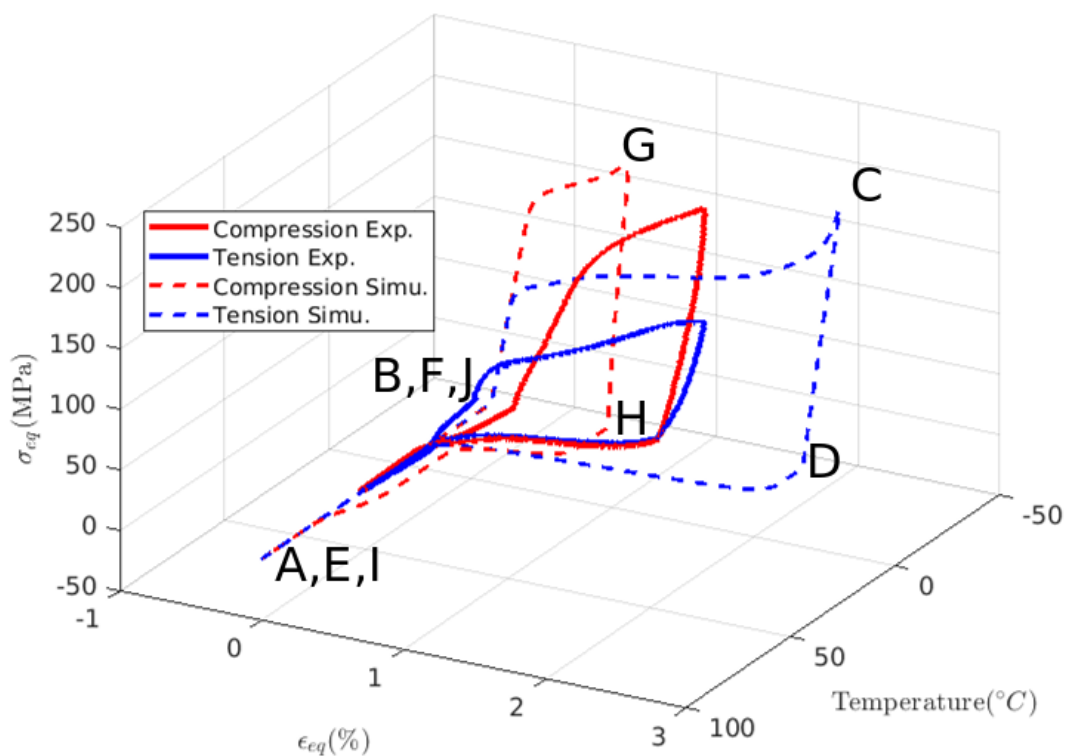 G
C
250
200
150
100
50
0
-50
σeq(MPa)
Compression Exp.
Tension Exp.
Compression Simu.
Tension Simu.
B,F,J
H
D
A,E,I
-1
0
1
2
3
ϵeq(%)
-50
0
50
100
Temperature(°C)